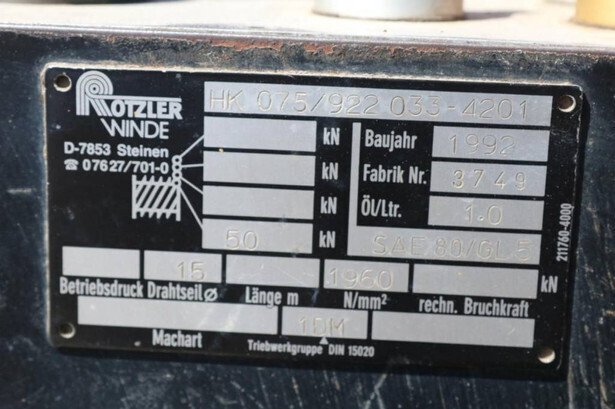 ROTZLER
WINDE
D-7853 Steinen
☎ 07627/701-0
HK 075/922 033-4201
kN
kN
kN
50 kN
Baujahr 1992
Fabrik Nr. 3749
Öl/Ltr. 1.0
SAE 80/GL5
211760-4000
15 1960 kN
Betriebsdruck Drahtseil Ø Länge m N/mm² rechn. Bruchkraft
1DM
Machart Triebwerkgruppe DIN 15020